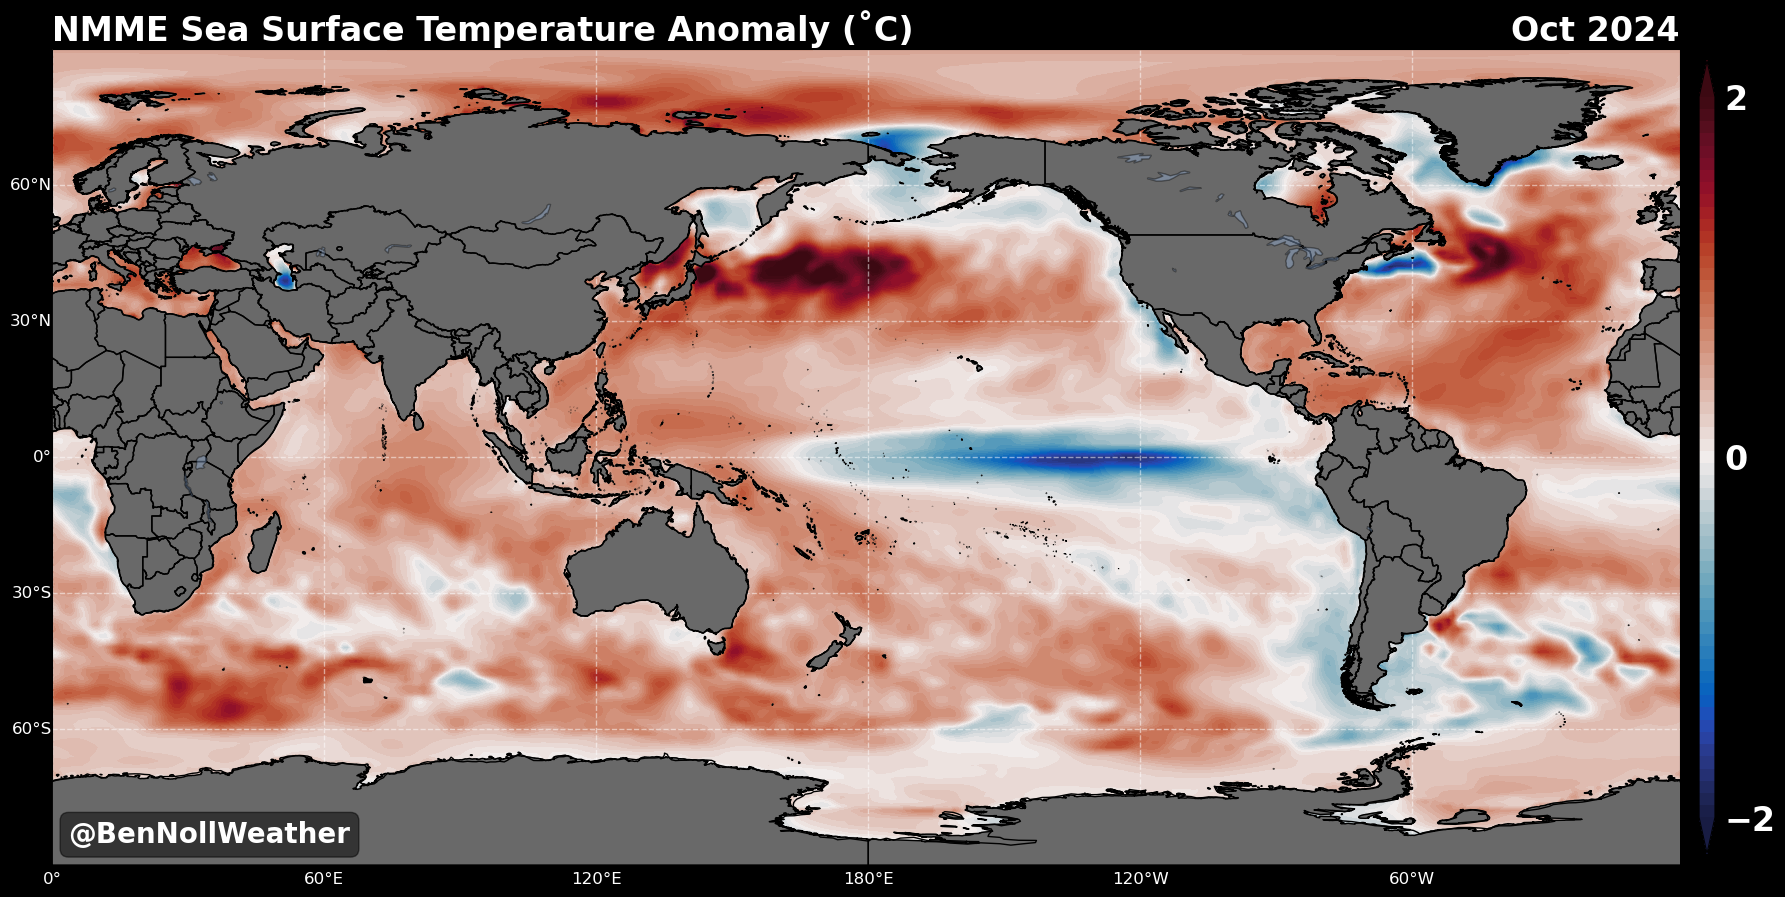 NMME Sea Surface Temperature Anomaly (˚C)
Oct 2024
2
0
−2
60°N
30°N
0°
30°S
60°S
@BenNollWeather
0°
60°E
120°E
180°E
120°W
60°W